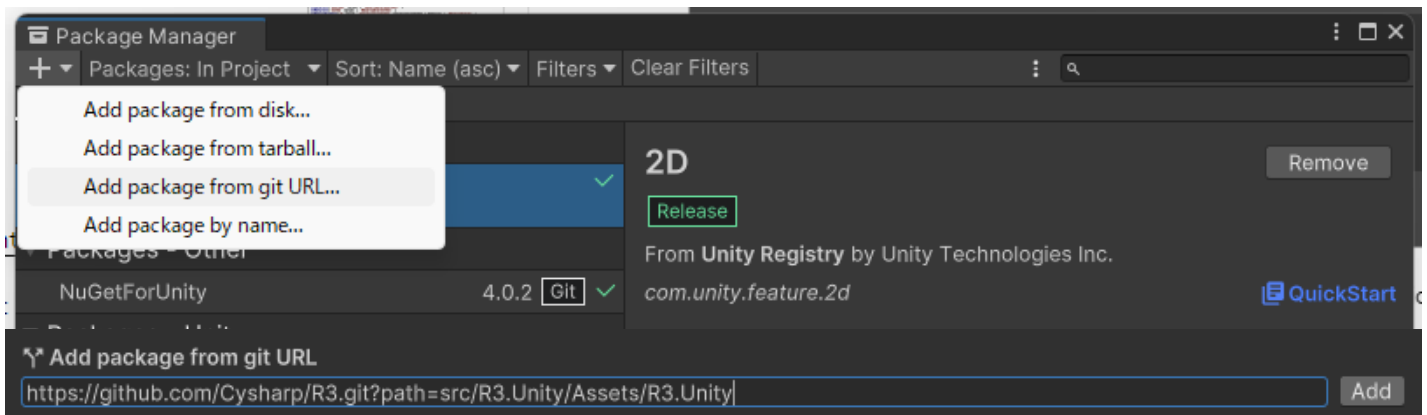 Package Manager
Packages: In Project Sort: Name (asc) Filters Clear Filters
Add package from disk...
Add package from tarball...
Add package from git URL...
Add package by name...
2D
Remove
Release
Packages - Other
From Unity Registry by Unity Technologies Inc.
NuGetForUnity 4.0.2 Git
com.unity.feature.2d
QuickStart
Add package from git URL
https://github.com/Cysharp/R3.git?path=src/R3.Unity/Assets/R3.Unity
Add